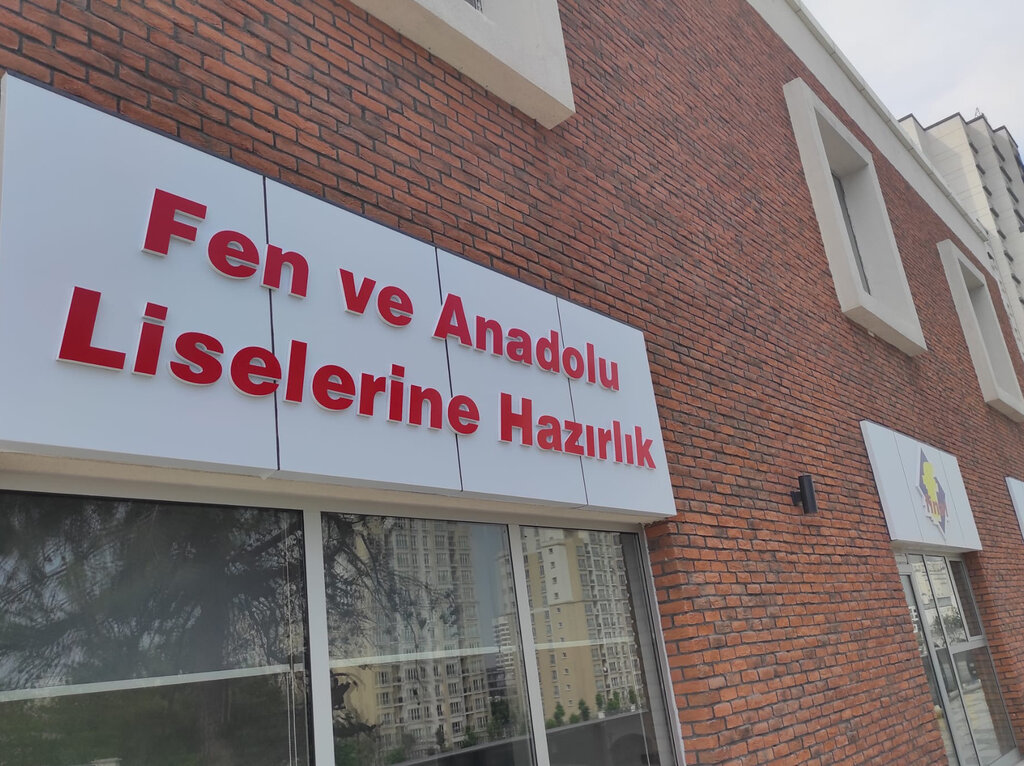 Fen ve Anadolu
Liselerine Hazırlık